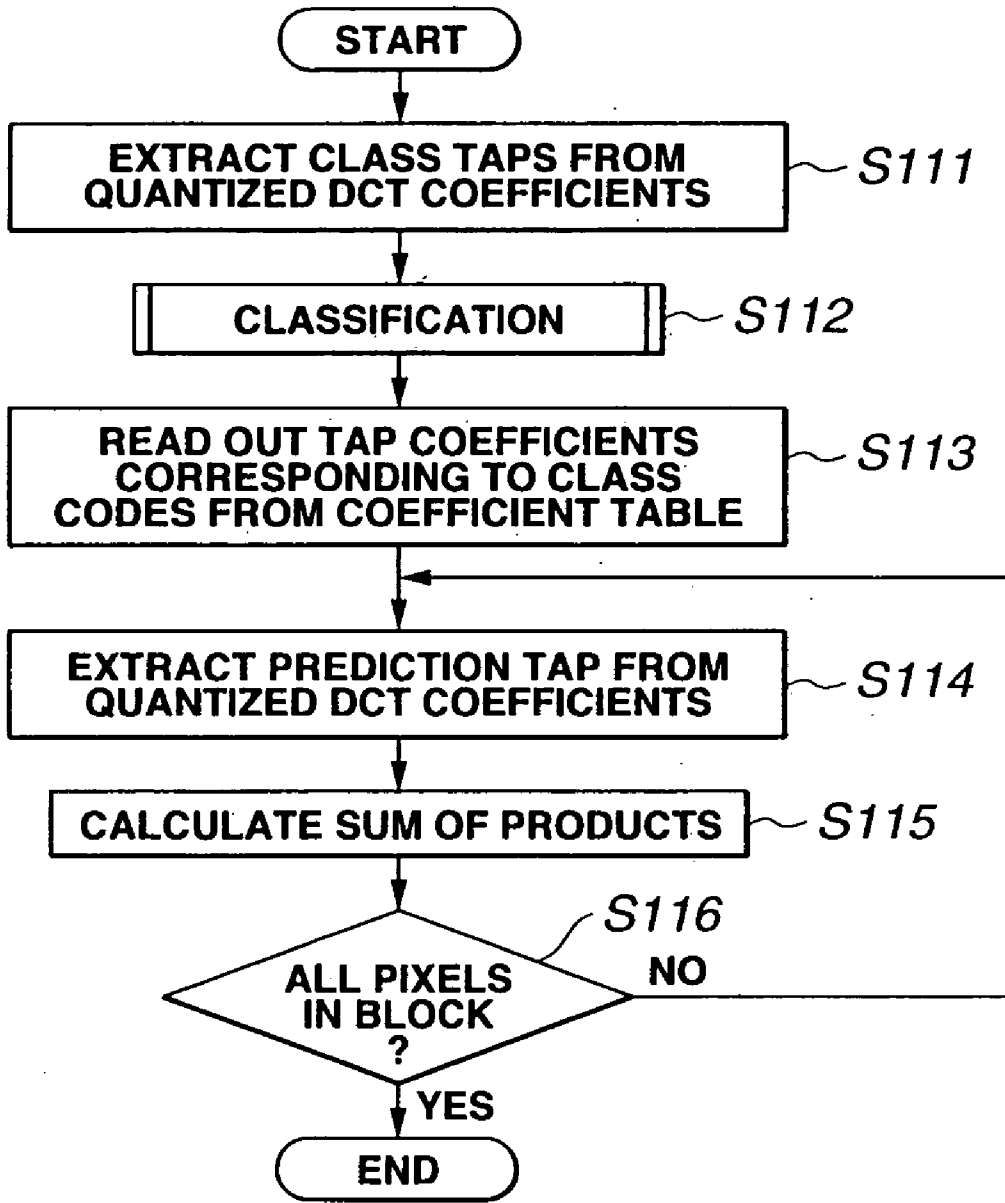 START
EXTRACT CLASS TAPS FROM
QUANTIZED DCT COEFFICIENTS
S111
CLASSIFICATION
S112
READ OUT TAP COEFFICIENTS
CORRESPONDING TO CLASS
CODES FROM COEFFICIENT TABLE
S113
EXTRACT PREDICTION TAP FROM
QUANTIZED DCT COEFFICIENTS
S114
CALCULATE SUM OF PRODUCTS
S115
S116
ALL PIXELS
IN BLOCK
?
NO
YES
END